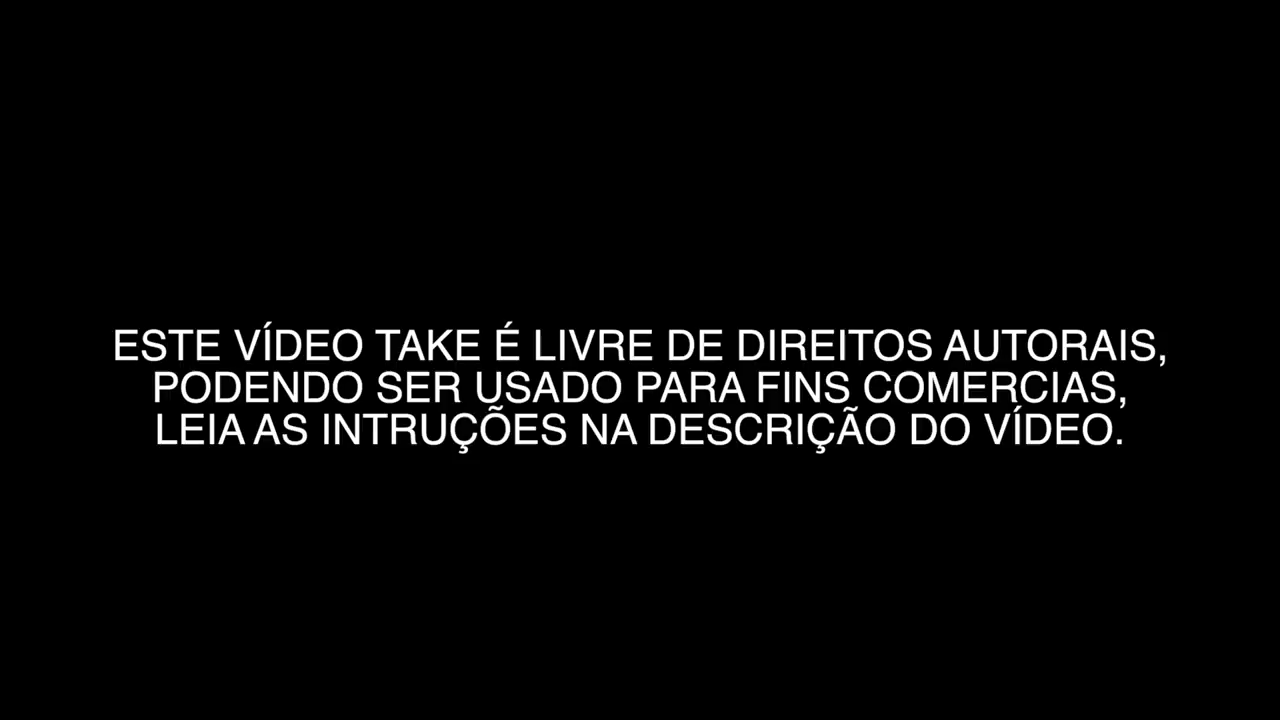 ESTE VÍDEO TAKE É LIVRE DE DIREITOS AUTORAIS,
PODENDO SER USADO PARA FINS COMERCIAS,
LEIA AS INTRUÇÕES NA DESCRIÇÃO DO VÍDEO.